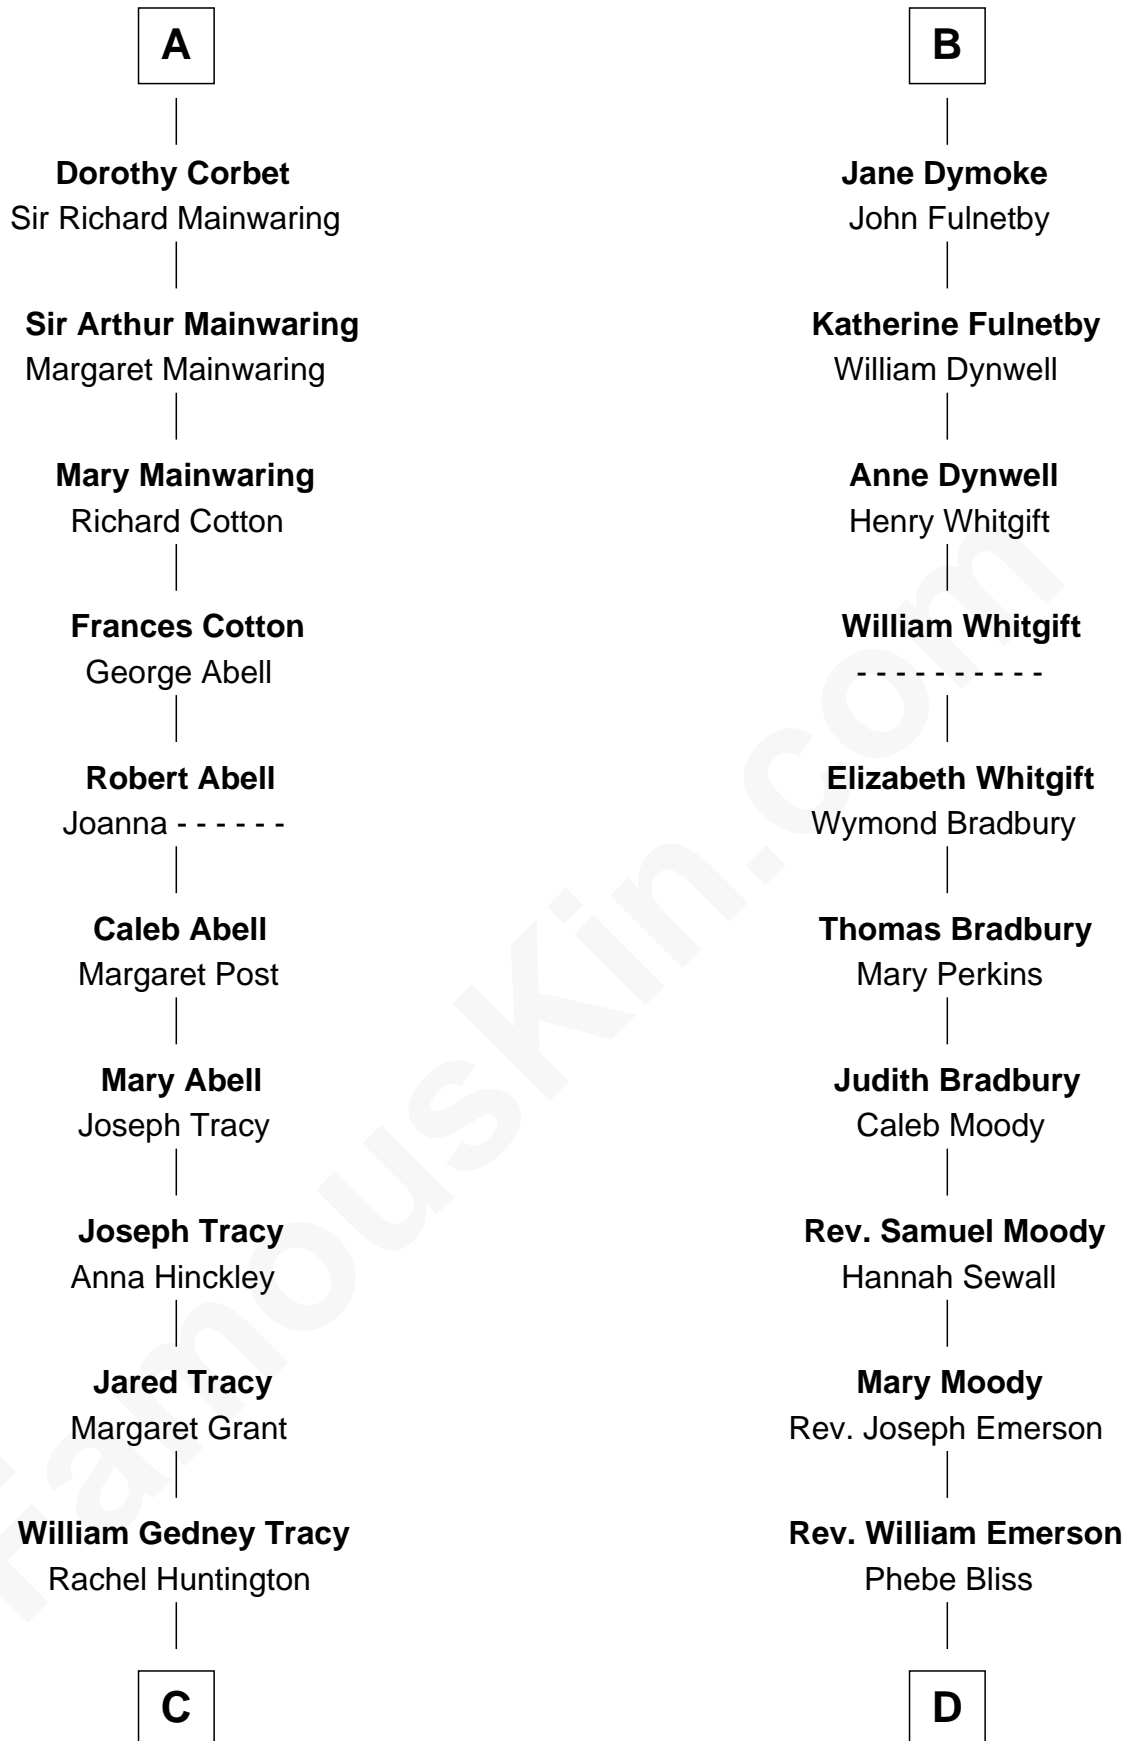 A
Dorothy Corbet
Sir Richard Mainwaring
Sir Arthur Mainwaring
Margaret Mainwaring
Mary Mainwaring
Richard Cotton
Frances Cotton
George Abell
Robert Abell
Joanna - - - - - -
Caleb Abell
Margaret Post
Mary Abell
Joseph Tracy
Joseph Tracy
Anna Hinckley
Jared Tracy
Margaret Grant
William Gedney Tracy
Rachel Huntington
C
B
Jane Dymoke
John Fulnetby
Katherine Fulnetby
William Dynwell
Anne Dynwell
Henry Whitgift
William Whitgift
- - - - - - - - - -
Elizabeth Whitgift
Wymond Bradbury
Thomas Bradbury
Mary Perkins
Judith Bradbury
Caleb Moody
Rev. Samuel Moody
Hannah Sewall
Mary Moody
Rev. Joseph Emerson
Rev. William Emerson
Phebe Bliss
D
FamousKin.com